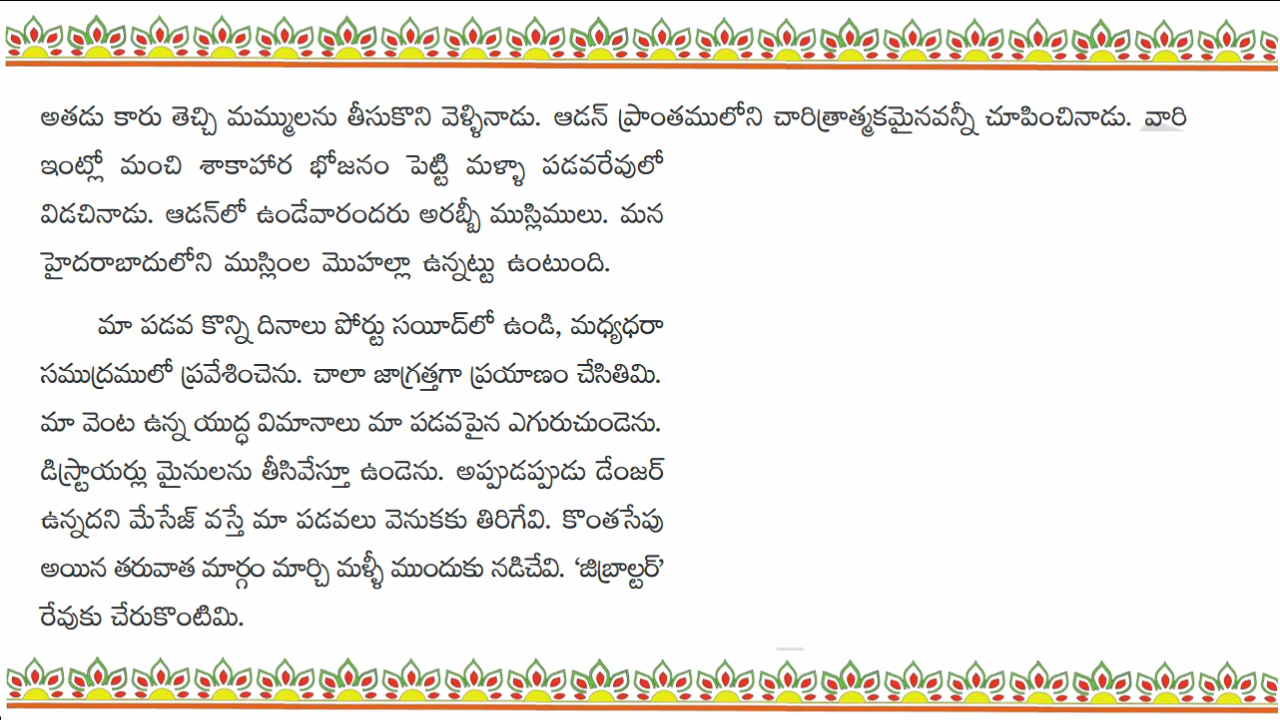 అతడు కారు తెచ్చి మమ్ములను తీసుకొని వెళ్ళినాడు. ఆడన్ ప్రాంతములోని చారిత్రాత్మకమైనవన్నీ చూపించినాడు. వారి
ఇంట్లో మంచి శాకాహార భోజనం పెట్టి మళ్ళా పడవరేవులో
విడచినాడు. ఆడన్‌లో ఉండేవారందరు అరబ్బీ ముస్లిములు. మన
హైదరాబాదులోని ముస్లింల మొహల్లా ఉన్నట్టు ఉంటుంది.
మా పడవ కొన్ని దినాలు పోర్టు సయీద్‌లో ఉండి, మధ్యధరా
సముద్రములో ప్రవేశించెను. చాలా జాగ్రత్తగా ప్రయాణం చేసితిమి.
మా వెంట ఉన్న యుద్ధ విమానాలు మా పడవపైన ఎగురుచుండెను.
డిస్ట్రాయర్లు మైనులను తీసివేస్తూ ఉండెను. అప్పుడప్పుడు డేంజర్
ఉన్నదని మేసేజ్ వస్తే మా పడవలు వెనుకకు తిరిగేవి. కొంతసేపు
అయిన తరువాత మార్గం మార్చి మళ్ళీ ముందుకు నడిచేవి. ‘జిబ్రాల్టర్’
రేవుకు చేరుకొంటిమి.